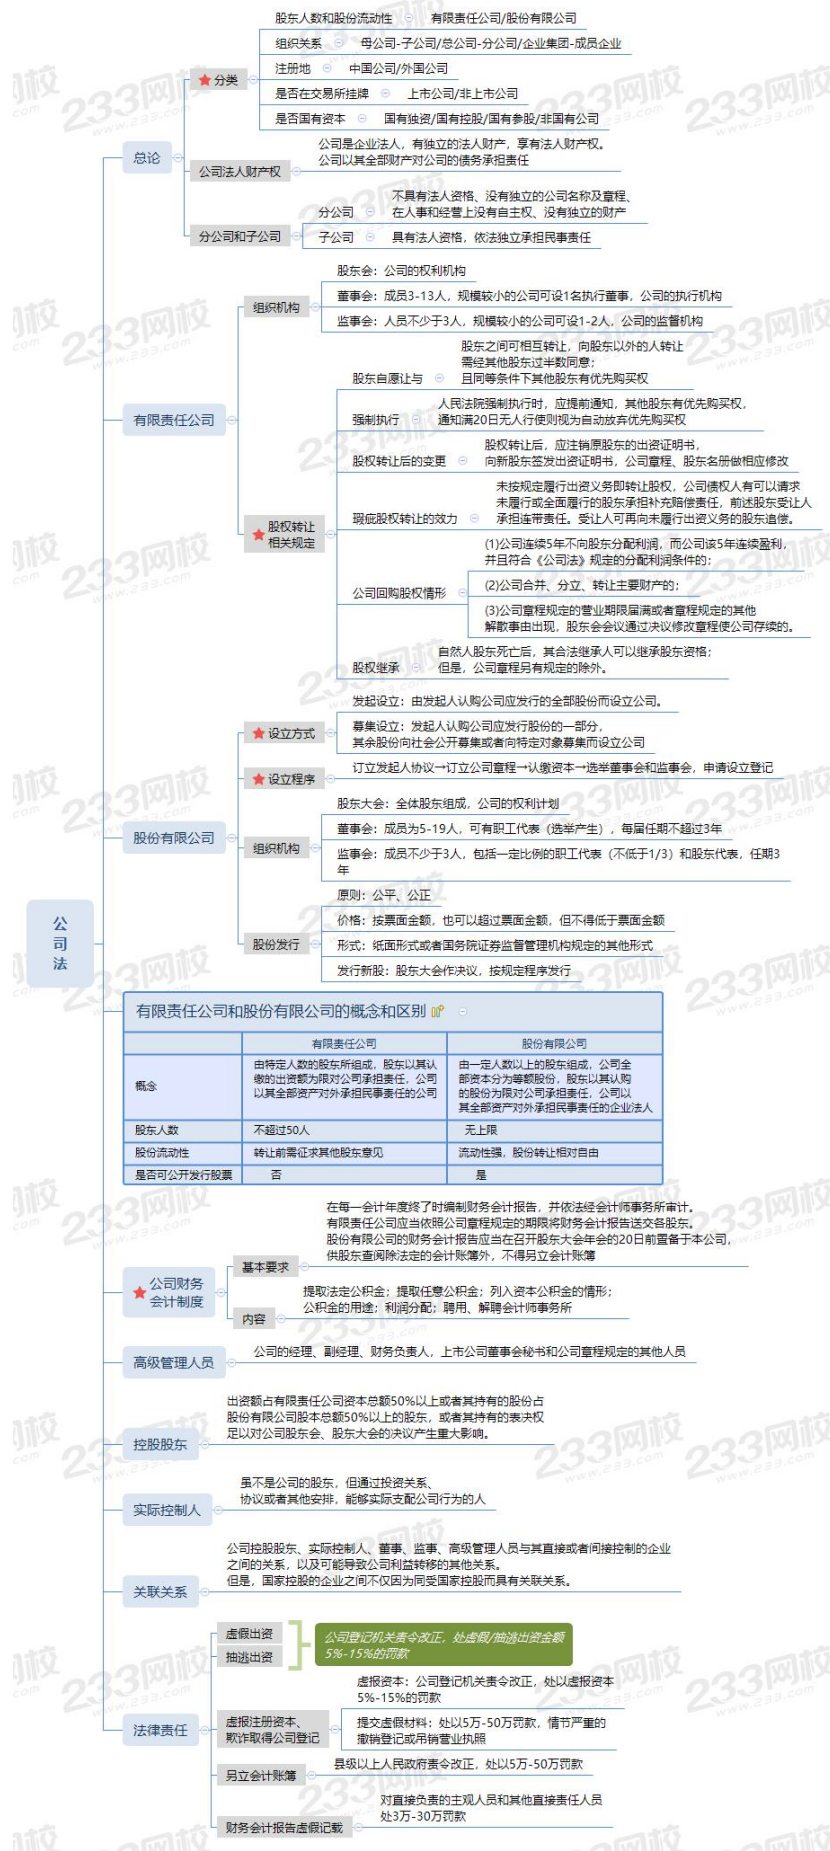 公
司
法
总论
分类
股东人数和股份流动性 有限责任公司/股份有限公司
组织关系 母公司-子公司/总公司-分公司/企业集团-成员企业
注册地 中国公司/外国公司
是否在交易所挂牌 上市公司/非上市公司
是否国有资本 国有独资/国有控股/国有参股/非国有公司
公司法人财产权
公司是企业法人，有独立的法人财产，享有法人财产权。
公司以其全部财产对公司的债务承担责任
分公司和子公司
分公司
不具有法人资格、没有独立的公司名称及章程、
在人事和经营上没有自主权、没有独立的财产
子公司 具有法人资格，依法独立承担民事责任
有限责任公司
组织机构
股东会：公司的权利机构
董事会：成员3-13人，规模较小的公司可设1名执行董事，公司的执行机构
监事会：人员不少于3人，规模较小的公司可设1-2人，公司的监督机构
股权转让
相关规定
股东自愿让与
股东之间可相互转让，向股东以外的人转让
需经其他股东过半数同意；
且同等条件下其他股东有优先购买权
强制执行
人民法院强制执行时，应提前通知，其他股东有优先购买权，
通知满20日无人行使则视为自动放弃优先购买权
股权转让后的变更
股权转让后，应注销原股东的出资证明书，
向新股东签发出资证明书，公司章程、股东名册做相应修改
瑕疵股权转让的效力
未按规定履行出资义务即转让股权，公司债权人有可以请求
未履行或全面履行的股东承担补充赔偿责任，前述股东受让人
承担连带责任。受让人可再向未履行出资义务的股东追偿。
公司回购股权情形
(1)公司连续5年不向股东分配利润，而公司该5年连续盈利，
并且符合《公司法》规定的分配利润条件的；
(2)公司合并、分立、转让主要财产的；
(3)公司章程规定的营业期限届满或者章程规定的其他
解散事由出现，股东会会议通过决议修改章程使公司存续的。
股权继承
自然人股东死亡后，其合法继承人可以继承股东资格；
但是，公司章程另有规定的除外。
股份有限公司
设立方式
发起设立：由发起人认购公司应发行的全部股份而设立公司。
募集设立：发起人认购公司应发行股份的一部分，
其余股份向社会公开募集或者向特定对象募集而设立公司
设立程序
订立发起人协议→订立公司章程→认缴资本→选举董事会和监事会，申请设立登记
组织机构
股东大会：全体股东组成，公司的权利计划
董事会：成员为5-19人，可有职工代表（选举产生），每届任期不超过3年
监事会：成员不少于3人，包括一定比例的职工代表（不低于1/3）和股东代表，任期3
年
股份发行
原则：公平、公正
价格：按票面金额，也可以超过票面金额，但不得低于票面金额
形式：纸面形式或者国务院证券监督管理机构规定的其他形式
发行新股：股东大会作决议，按规定程序发行
有限责任公司和股份有限公司的概念和区别
有限责任公司 股份有限公司
概念
由特定人数的股东所组成，股东以其认
缴的出资额为限对公司承担责任，公司
以其全部资产对外承担民事责任的公司
由一定人数以上的股东组成，公司全
部资本分为等额股份，股东以其认购
的股份为限对公司承担责任，公司以
其全部资产对外承担民事责任的企业法人
股东人数 不超过50人 无上限
股份流动性 转让前需征求其他股东意见 流动性强，股份转让相对自由
是否可公开发行股票 否 是
公司财务
会计制度
基本要求
在每一会计年度终了时编制财务会计报告，并依法经会计师事务所审计。
有限责任公司应当依照公司章程规定的期限将财务会计报告送交各股东。
股份有限公司的财务会计报告应当在召开股东大会年会的20日前置备于本公司，
供股东查阅除法定的会计账簿外，不得另立会计账簿
内容
提取法定公积金；提取任意公积金；列入资本公积金的情形；
公积金的用途；利润分配；聘用、解聘会计师事务所
高级管理人员
公司的经理、副经理、财务负责人，上市公司董事会秘书和公司章程规定的其他人员
控股股东
出资额占有限责任公司资本总额50%以上或者其持有的股份占
股份有限公司股本总额50%以上的股东，或者其持有的表决权
足以对公司股东会、股东大会的决议产生重大影响。
实际控制人
虽不是公司的股东，但通过投资关系、
协议或者其他安排，能够实际支配公司行为的人
关联关系
公司控股股东、实际控制人、董事、监事、高级管理人员与其直接或者间接控制的企业
之间的关系，以及可能导致公司利益转移的其他关系。
但是，国家控股的企业之间不仅因为同受国家控股而具有关联关系。
法律责任
虚假出资
抽逃出资
公司登记机关责令改正，处虚假/抽逃出资金额
5%-15%的罚款
虚报注册资本、
欺诈取得公司登记
虚报资本：公司登记机关责令改正，处以虚报资本
5%-15%的罚款
提交虚假材料：处以5万-50万罚款，情节严重的
撤销登记或吊销营业执照
另立会计账簿
县级以上人民政府责令改正，处以5万-50万罚款
财务会计报告虚假记载
对直接负责的主观人员和其他直接责任人员
处3万-30万罚款
233网校
www.233.com